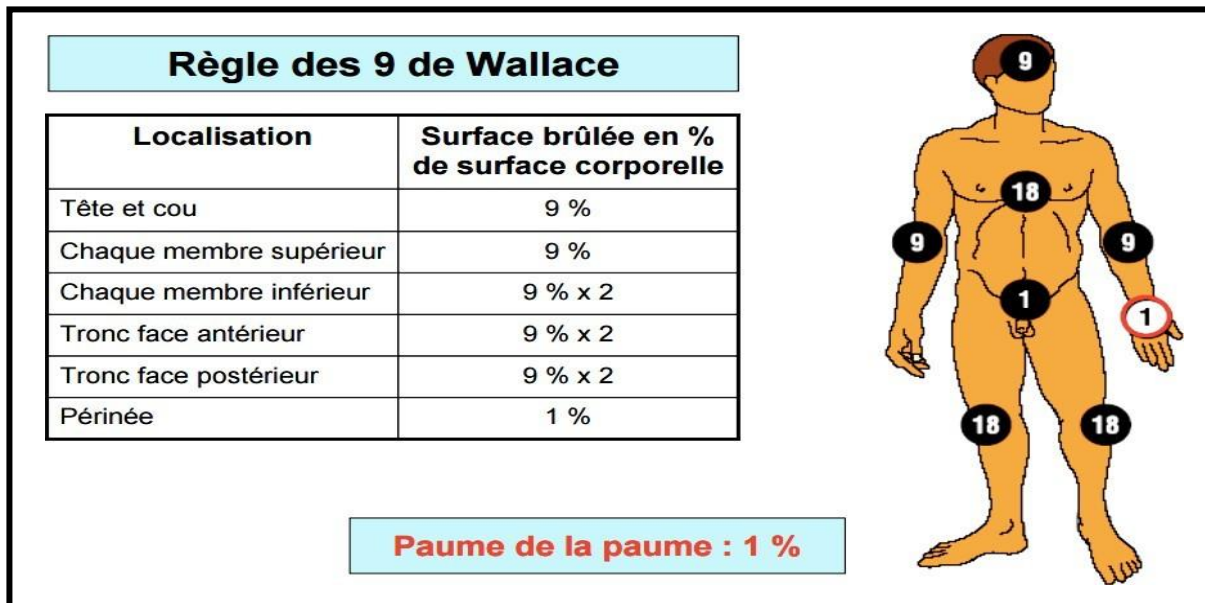 Règle des 9 de Wallace
Localisation
Surface brûlée en %
de surface corporelle
Tête et cou
9 %
Chaque membre supérieur
9 %
Chaque membre inférieur
9 % x 2
Tronc face antérieur
9 % x 2
Tronc face postérieur
9 % x 2
Périnée
1 %
Paume de la paume : 1 %
9
18
9
9
1
1
18
18